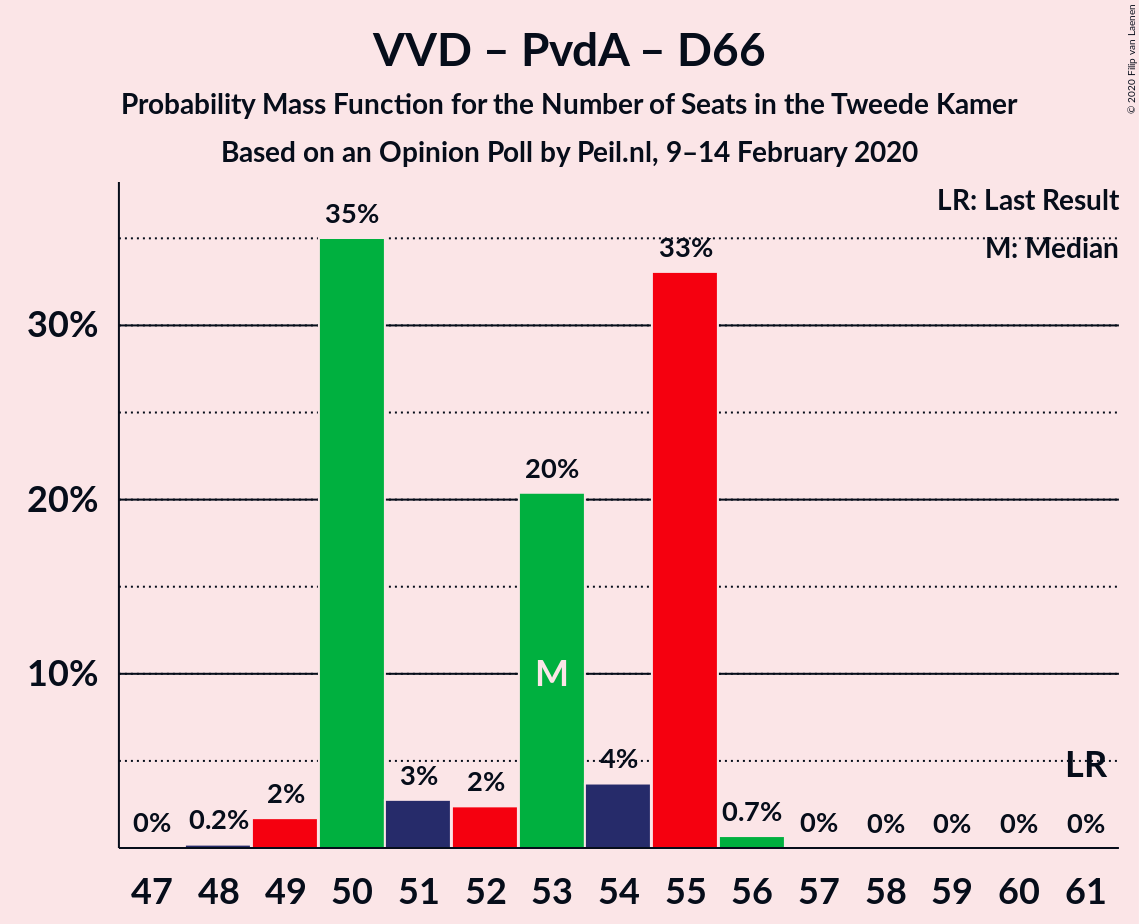 VVD – PvdA – D66
Probability Mass Function for the Number of Seats in the Tweede Kamer
Based on an Opinion Poll by Peil.nl, 9–14 February 2020
© 2020 Filip van Laenen
LR: Last Result
M: Median
35%
33%
30%
20%
20%
M
10%
4%
LR
3%
2%
2%
0.7%
0%
0.2%
0%
0%
0%
0%
0%
47 48 49 50 51 52 53 54 55 56 57 58 59 60 61